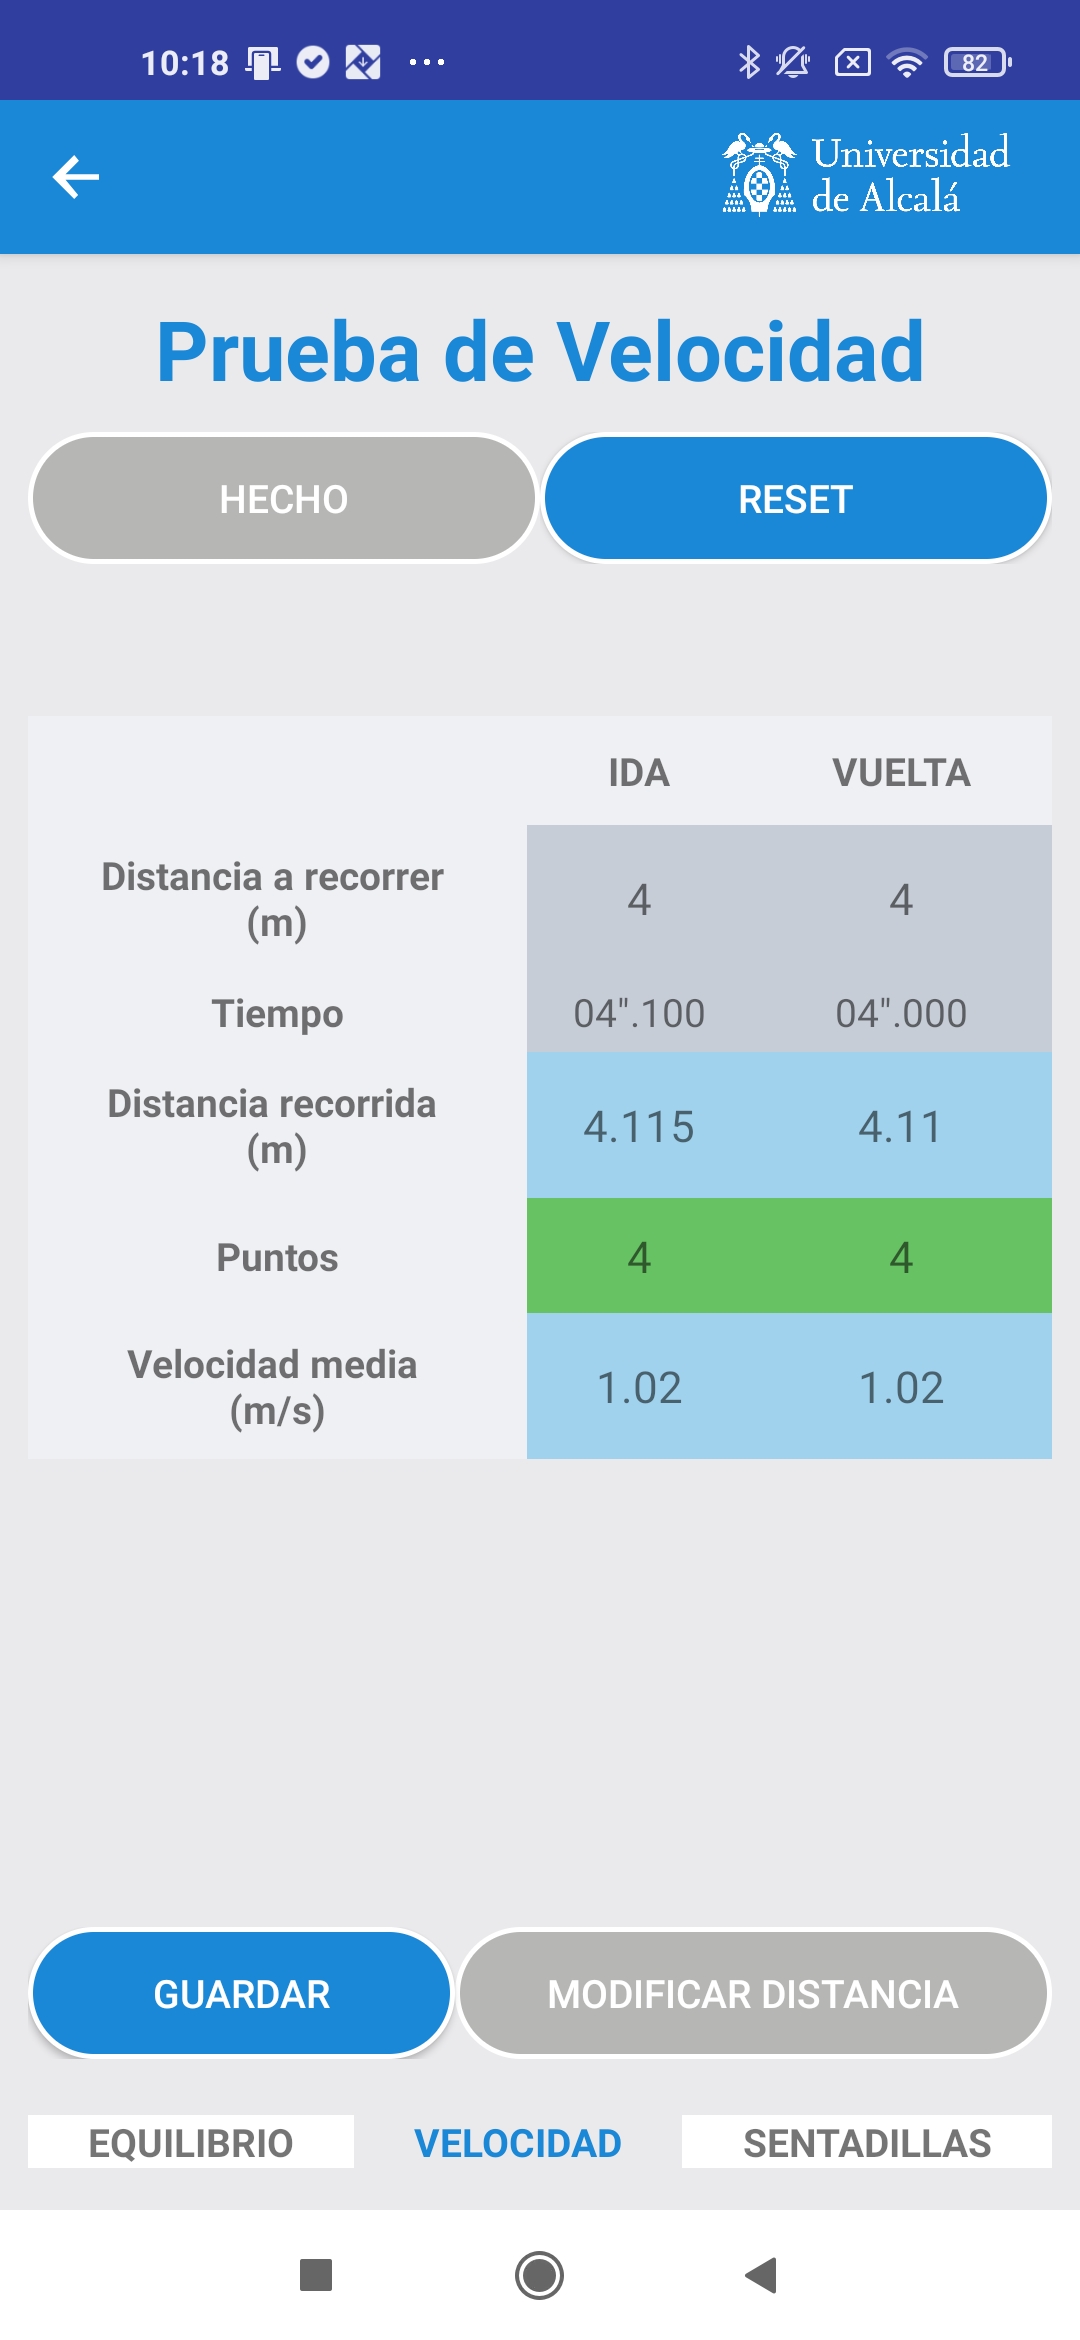 10:18
82
Universidad
de Alcalá
Prueba de Velocidad
HECHO
RESET
IDA
VUELTA
Distancia a recorrer
(m)
4
4
Tiempo
04".100
04".000
Distancia recorrida
(m)
4.115
4.11
Puntos
4
4
Velocidad media
(m/s)
1.02
1.02
GUARDAR
MODIFICAR DISTANCIA
EQUILIBRIO
VELOCIDAD
SENTADILLAS